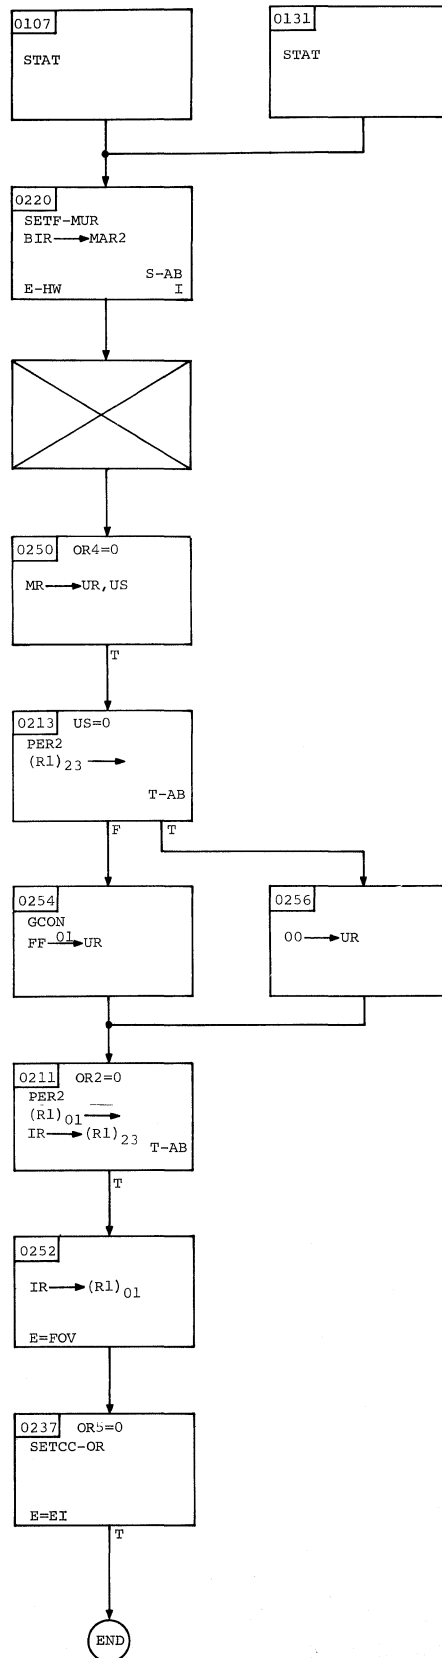 0107
STAT
0131
STAT
0220
SETF-MUR
BIR→MAR2
S-AB
E-HW I
0250 OR4=0
MR→UR,US
T
0213 US=0
PER2
(R1)23 →
T-AB
F T
0254
GCON
FF 01→UR
0256
00→UR
0211 OR2=0
PER2
(R1)01 →
IR→(R1)23
T-AB
T
0252
IR→(R1)01
E=FOV
0237 OR5=0
SETCC-OR
E=EI
T
END